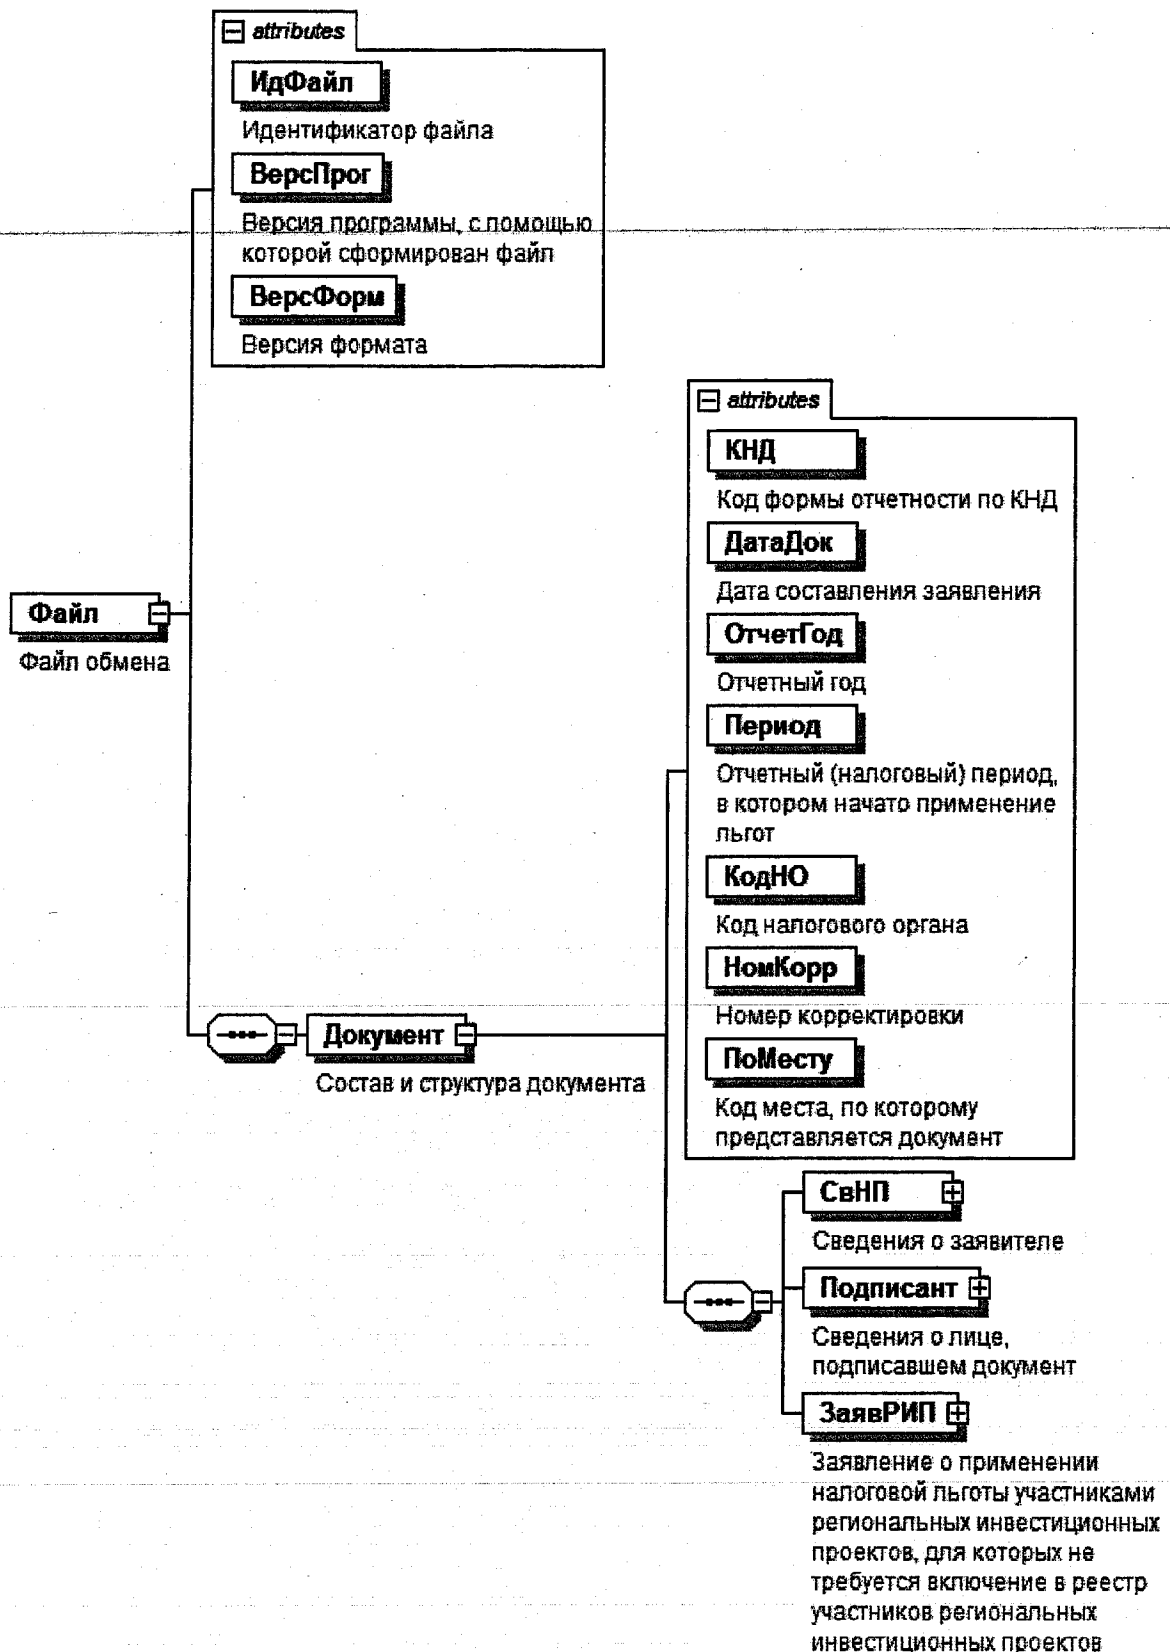 attributes
ИдФайл
Идентификатор файла
ВерсПрог
Версия программы, с помощью
которой сформирован файл
ВерсФорм
Версия формата
attributes
КНД
Код формы отчетности по КНД
ДатаДок
Дата составления заявления
ОтчетГод
Отчетный год
Период
Отчетный (налоговый) период,
в котором начато применение
льгот
КодНО
Код налогового органа
НомКорр
Номер корректировки
ПоМесту
Код места, по которому
представляется документ
Файл
Файл обмена
Документ
Состав и структура документа
СвНП
Сведения о заявителе
Подписант
Сведения о лице,
подписавшем документ
ЗаявРИП
Заявление о применении
налоговой льготы участниками
региональных инвестиционных
проектов, для которых не
требуется включение в реестр
участников региональных
инвестиционных проектов